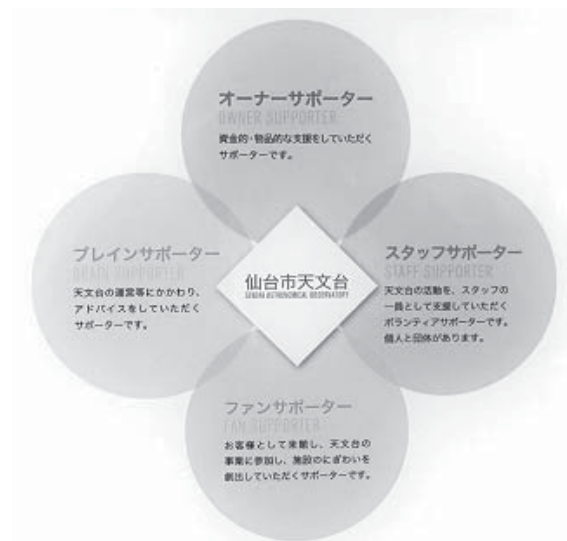 オーナーサポーター
OWNER SUPPORTER
資金的・物品的な支援をしていただく
サポーターです。
ブレインサポーター
BRAIN SUPPORTER
天文台の運営等にかかわり、
アドバイスをしていただく
サポーターです。
仙台市天文台
SENDAI ASTRONOMICAL OBSERVATORY
スタッフサポーター
STAFF SUPPORTER
天文台の活動を、スタッフの
一員として支援していただく
ボランティアサポーターです。
個人と団体があります。
ファンサポーター
FAN SUPPORTER
お客様として来館し、天文台の
事業に参加し、施設のにぎわいを
創出していただくサポーターです。